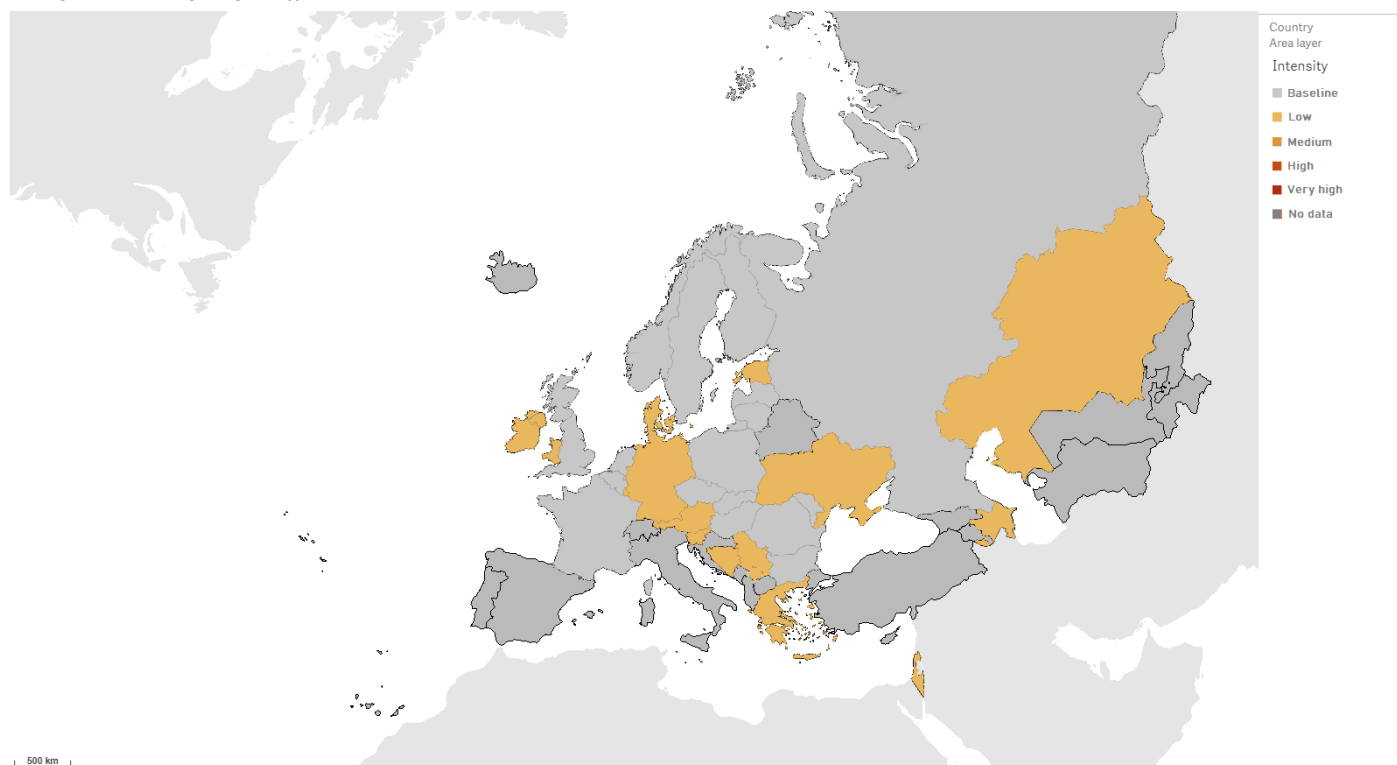 Country
Area layer
Intensity
Baseline
Low
Medium
High
Very high
No data
500 km